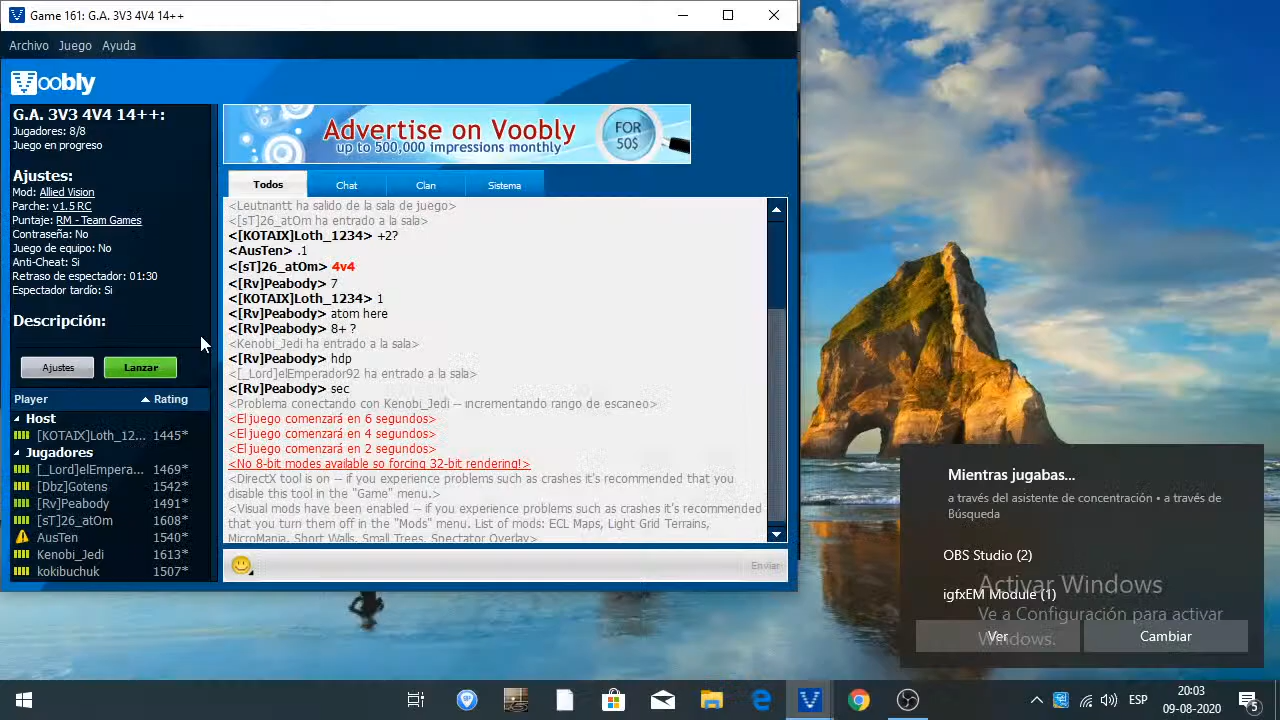 Game 161: G.A. 3V3 4V4 14++
Archivo Juego Ayuda
Voobly
G.A. 3V3 4V4 14++:
Jugadores: 8/8
Juego en progreso
Ajustes:
Mod: Allied Vision
Parche: v1.5 RC
Puntaje: RM - Team Games
Contraseña: No
Juego de equipo: No
Anti-Cheat: Si
Retraso de espectador: 01:30
Espectador tardío: Si
Descripción:
Ajustes Lanzar
Player Rating
Host
[KOTAIX]Loth_12... 1445*
Jugadores
[_Lord]elEmpera... 1469*
[Dbz]Gotens 1542*
[Rv]Peabody 1491*
[sT]26_atOm 1608*
AusTen 1540*
Kenobi_Jedi 1613*
kokibuchuk 1507*
Advertise on Voobly
up to 500,000 impressions monthly
FOR
50$
Todos Chat Clan Sistema
<Leutnantt ha salido de la sala de juego>
<[sT]26_atOm ha entrado a la sala>
<[KOTAIX]Loth_1234> +2?
<AusTen> .1
<[sT]26_atOm> 4v4
<[Rv]Peabody> 7
<[KOTAIX]Loth_1234> 1
<[Rv]Peabody> atom here
<[Rv]Peabody> 8+ ?
<Kenobi_Jedi ha entrado a la sala>
<[Rv]Peabody> hdp
<[_Lord]elEmperador92 ha entrado a la sala>
<[Rv]Peabody> sec
<Problema conectando con Kenobi_Jedi -- incrementando rango de escaneo>
<El juego comenzará en 6 segundos>
<El juego comenzará en 4 segundos>
<El juego comenzará en 2 segundos>
<No 8-bit modes available so forcing 32-bit rendering!>
<DirectX tool is on -- if you experience problems such as crashes it's recommended that you
disable this tool in the "Game" menu.>
<Visual mods have been enabled -- if you experience problems such as crashes it's recommended
that you turn them off in the "Mods" menu. List of mods: ECL Maps, Light Grid Terrains,
MicroMania, Short Walls, Small Trees, Spectator Overlay>
Enviar
Mientras jugabas...
a través del asistente de concentración • a través de
Búsqueda
OBS Studio (2)
igfxEM Module (1)
Ver Cambiar
Activar Windows
Ve a Configuración para activar
Windows.
ESP
20:03
09-08-2020
5